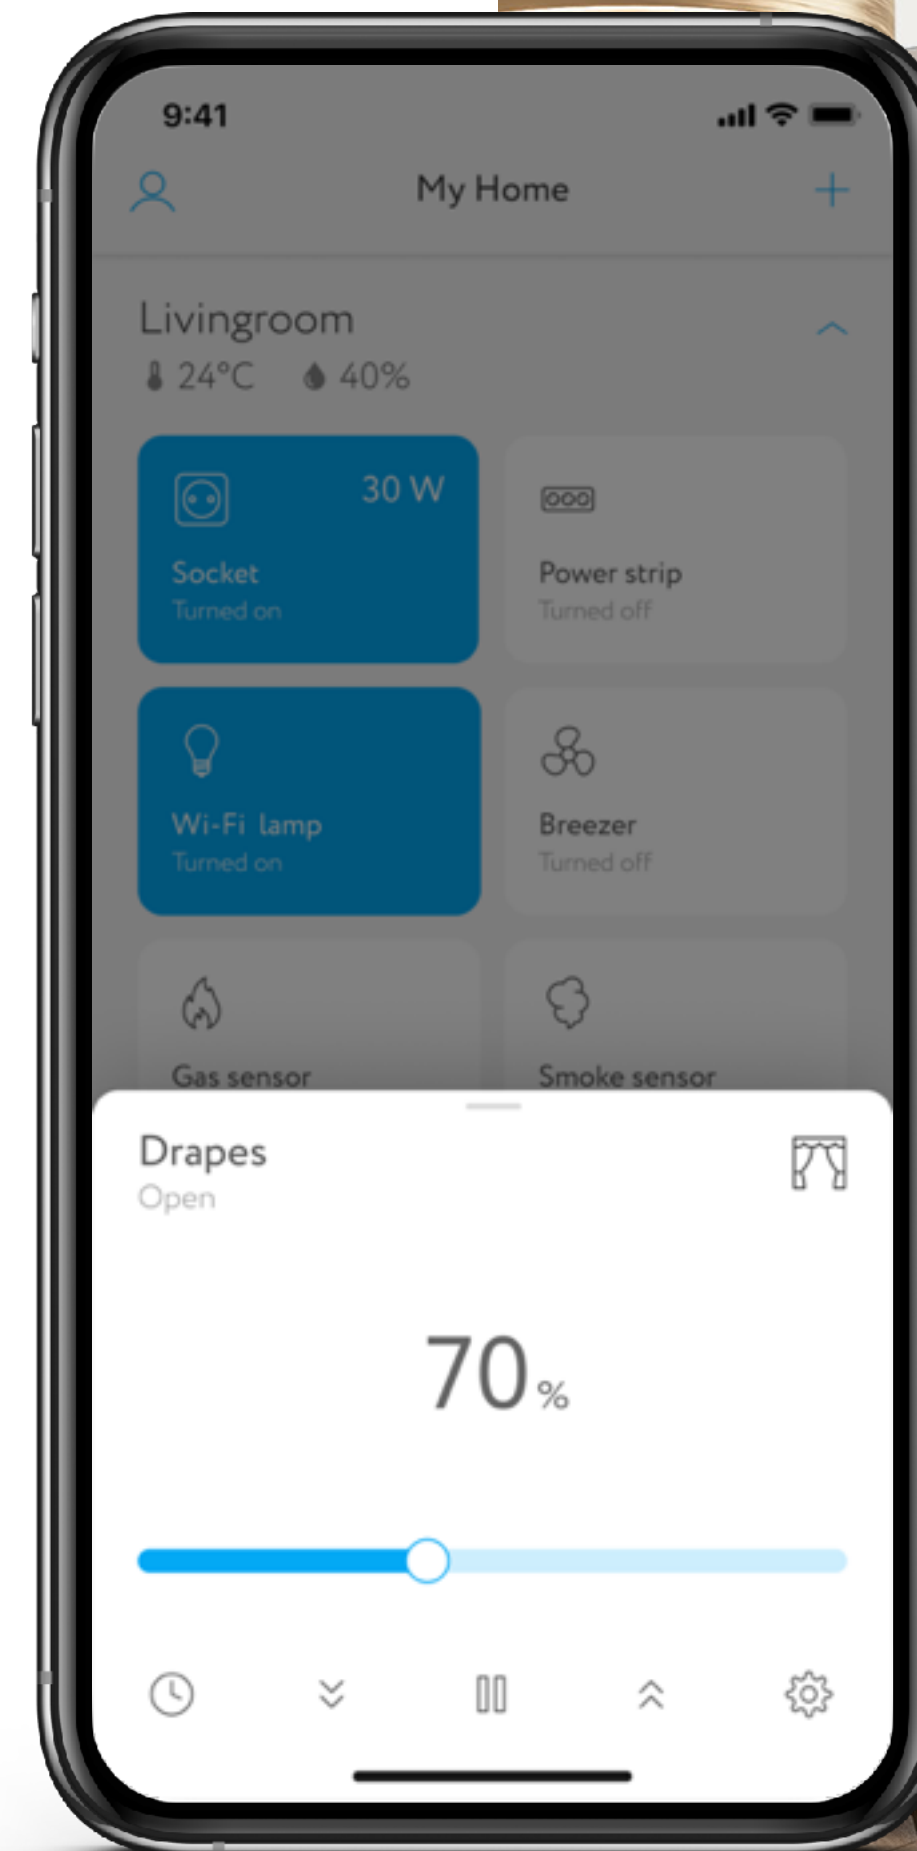 9:41
My Home
Livingroom
24°C 40%
30 W
Socket
Turned on
Power strip
Turned off
Wi-Fi lamp
Turned on
Breezer
Turned off
Gas sensor
Smoke sensor
Drapes
Open
70%